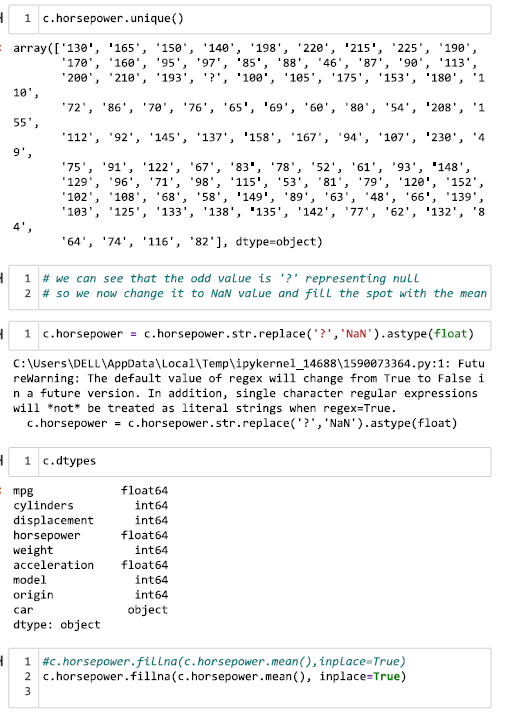 1 c.horsepower.unique()
array(['130', '165', '150', '140', '198', '220', '215', '225', '190',
'170', '160', '95', '97', '85', '88', '46', '87', '90', '113',
'200', '210', '193', '?', '100', '105', '175', '153', '180', '1
10',
'72', '86', '70', '76', '65', '69', '60', '80', '54', '208', '1
55',
'112', '92', '145', '137', '158', '167', '94', '107', '230', '4
9',
'75', '91', '122', '67', '83', '78', '52', '61', '93', '148',
'129', '96', '71', '98', '115', '53', '81', '79', '120', '152',
'102', '108', '68', '58', '149', '89', '63', '48', '66', '139',
'103', '125', '133', '138', '135', '142', '77', '62', '132', '8
4',
'64', '74', '116', '82'], dtype=object)
1 # we can see that the odd value is '?' representing null
2 # so we now change it to NaN value and fill the spot with the mean
1 c.horsepower = c.horsepower.str.replace('?','NaN').astype(float)
C:\Users\DELL\AppData\Local\Temp\ipykernel_14688\1590073364.py:1: Futu
reWarning: The default value of regex will change from True to False i
n a future version. In addition, single character regular expressions
will *not* be treated as literal strings when regex=True.
c.horsepower = c.horsepower.str.replace('?','NaN').astype(float)
1 c.dtypes
mpg float64
cylinders int64
displacement int64
horsepower float64
weight int64
acceleration float64
model int64
origin int64
car object
dtype: object
1 #c.horsepower.fillna(c.horsepower.mean(),inplace=True)
2 c.horsepower.fillna(c.horsepower.mean(), inplace=True)
3